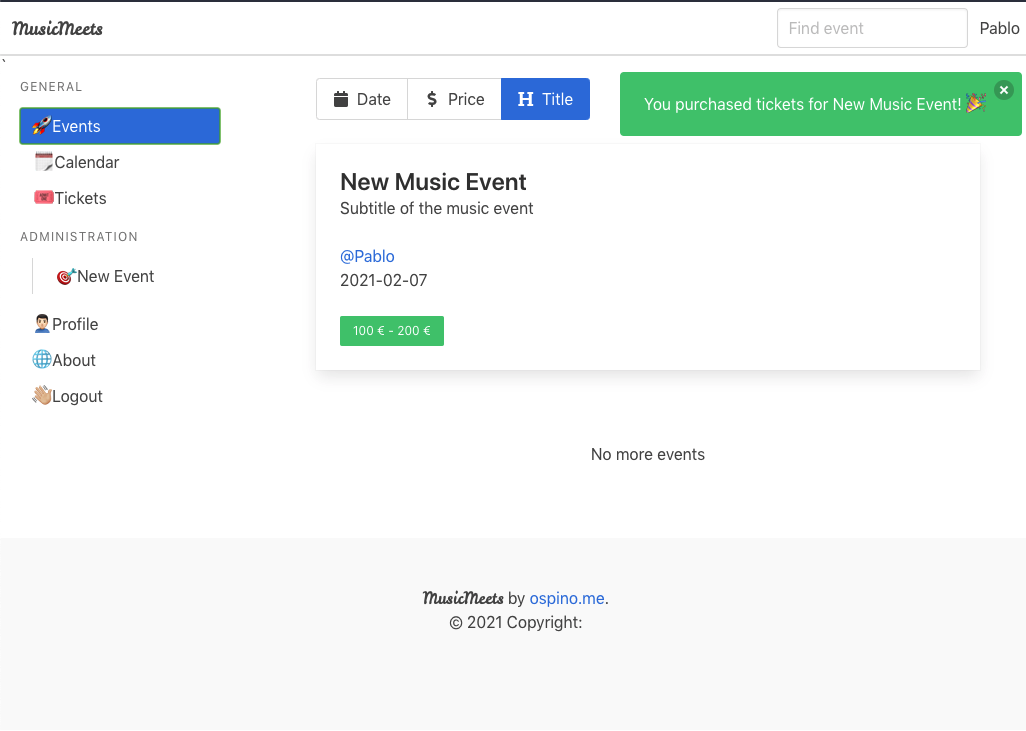 MusicMeets
Find event
Pablo
`
GENERAL
🚀Events
Calendar
Tickets
ADMINISTRATION
🎯New Event
Profile
🌐About
👋🏼Logout
Date
$ Price
H Title
You purchased tickets for New Music Event! 🎉
New Music Event
Subtitle of the music event
@Pablo
2021-02-07
100 € - 200 €
No more events
MusicMeets by ospino.me.
© 2021 Copyright: